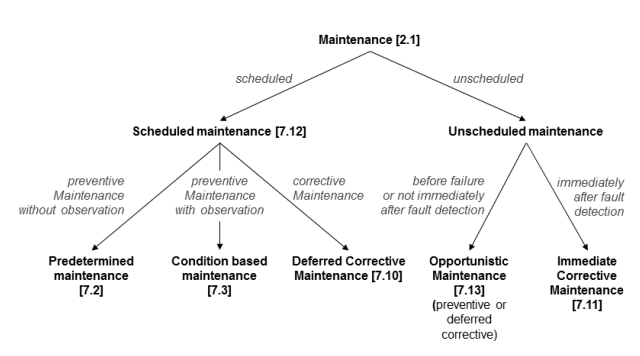 Maintenance [2.1]
scheduled
unscheduled
Scheduled maintenance [7.12]
Unscheduled maintenance
preventive
Maintenance
without observation
preventive
Maintenance
with observation
corrective
Maintenance
before failure
or not immediately
after fault detection
immediately
after fault
detection
Predetermined
maintenance
[7.2]
Condition based
maintenance
[7.3]
Deferred Corrective
Maintenance [7.10]
Opportunistic
Maintenance
[7.13]
(preventive or
deferred
corrective)
Immediate
Corrective
Maintenance
[7.11]